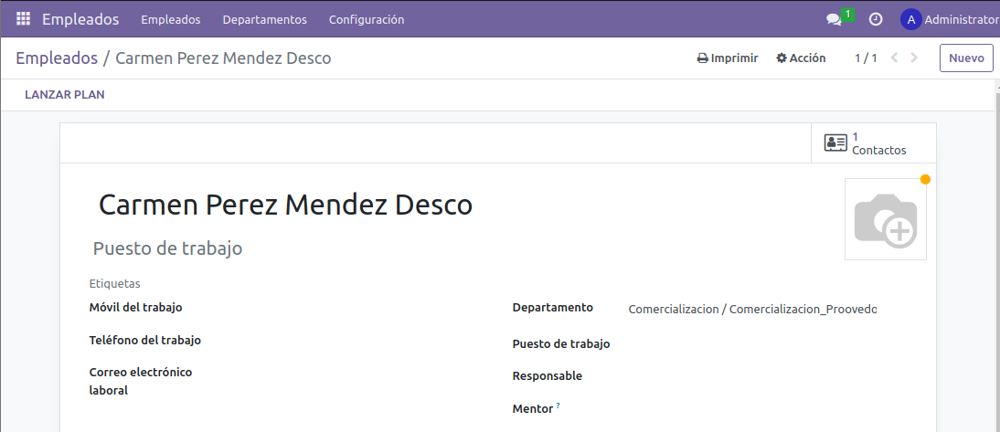 Empleados Empleados Departamentos Configuración 1 A Administrator
Empleados / Carmen Perez Mendez Desco Imprimir Acción 1 / 1 Nuevo
LANZAR PLAN
1
Contactos
Carmen Perez Mendez Desco
Puesto de trabajo
Etiquetas
Móvil del trabajo
Teléfono del trabajo
Correo electrónico
laboral
Departamento Comercializacion / Comercializacion_Proovedo
Puesto de trabajo
Responsable
Mentor ?